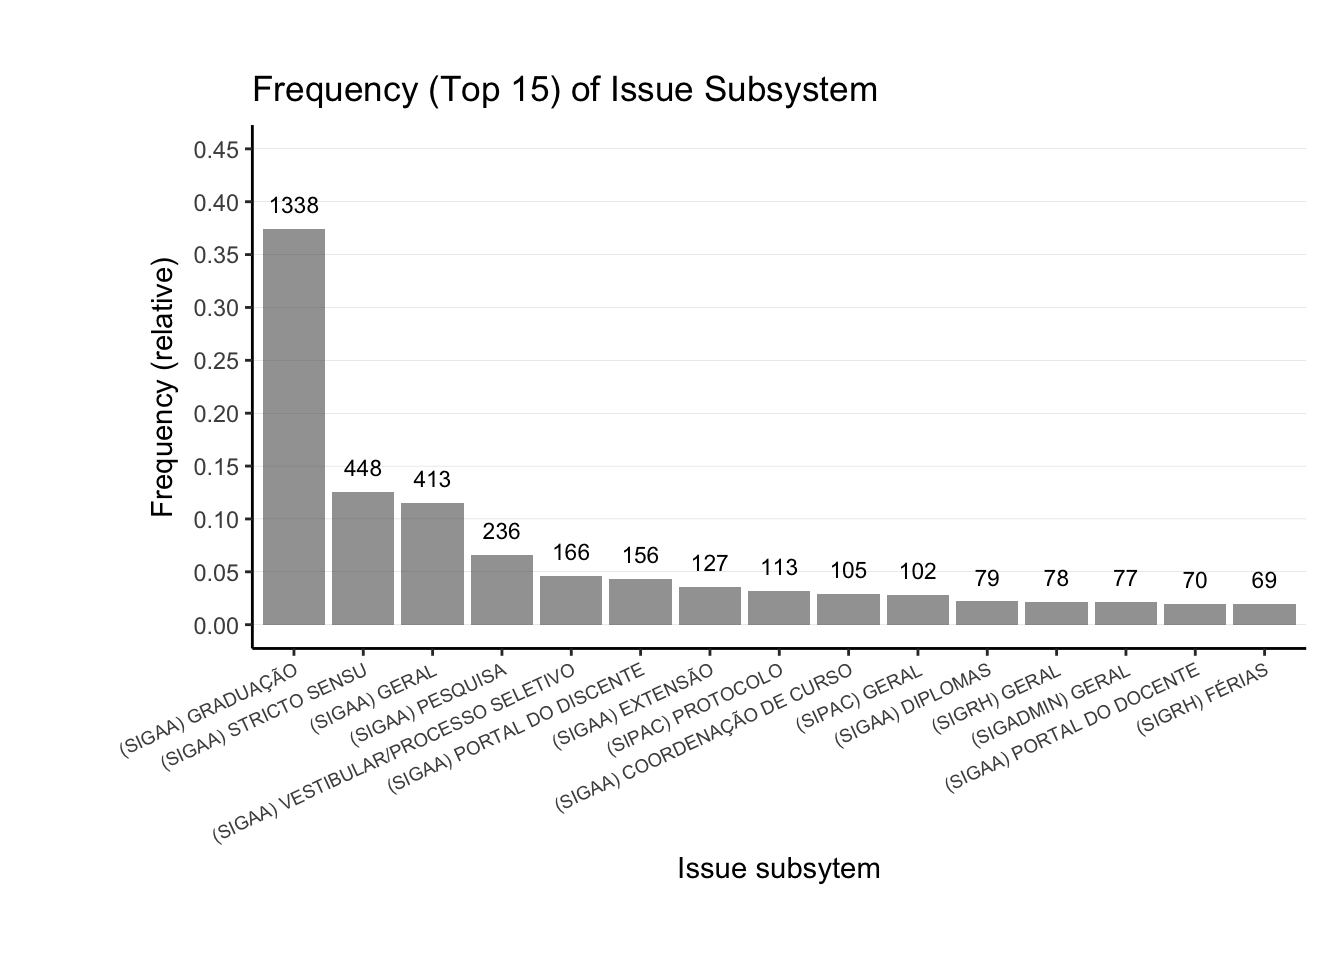 Frequency (Top 15) of Issue Subsystem
Frequency (relative)
0.45
0.40
0.35
0.30
0.25
0.20
0.15
0.10
0.05
0.00
1338
448
413
236
166
156
127
113
105
102
79
78
77
70
69
(SIGAA) GRADUAÇÃO
(SIGAA) STRICTO SENSU
(SIGAA) GERAL
(SIGAA) PESQUISA
(SIGAA) VESTIBULAR/PROCESSO SELETIVO
(SIGAA) PORTAL DO DISCENTE
(SIGAA) EXTENSÃO
(SIPAC) PROTOCOLO
(SIGAA) COORDENAÇÃO DE CURSO
(SIPAC) GERAL
(SIGAA) DIPLOMAS
(SIGRH) GERAL
(SIGADMIN) GERAL
(SIGAA) PORTAL DO DOCENTE
(SIGRH) FÉRIAS
Issue subsytem